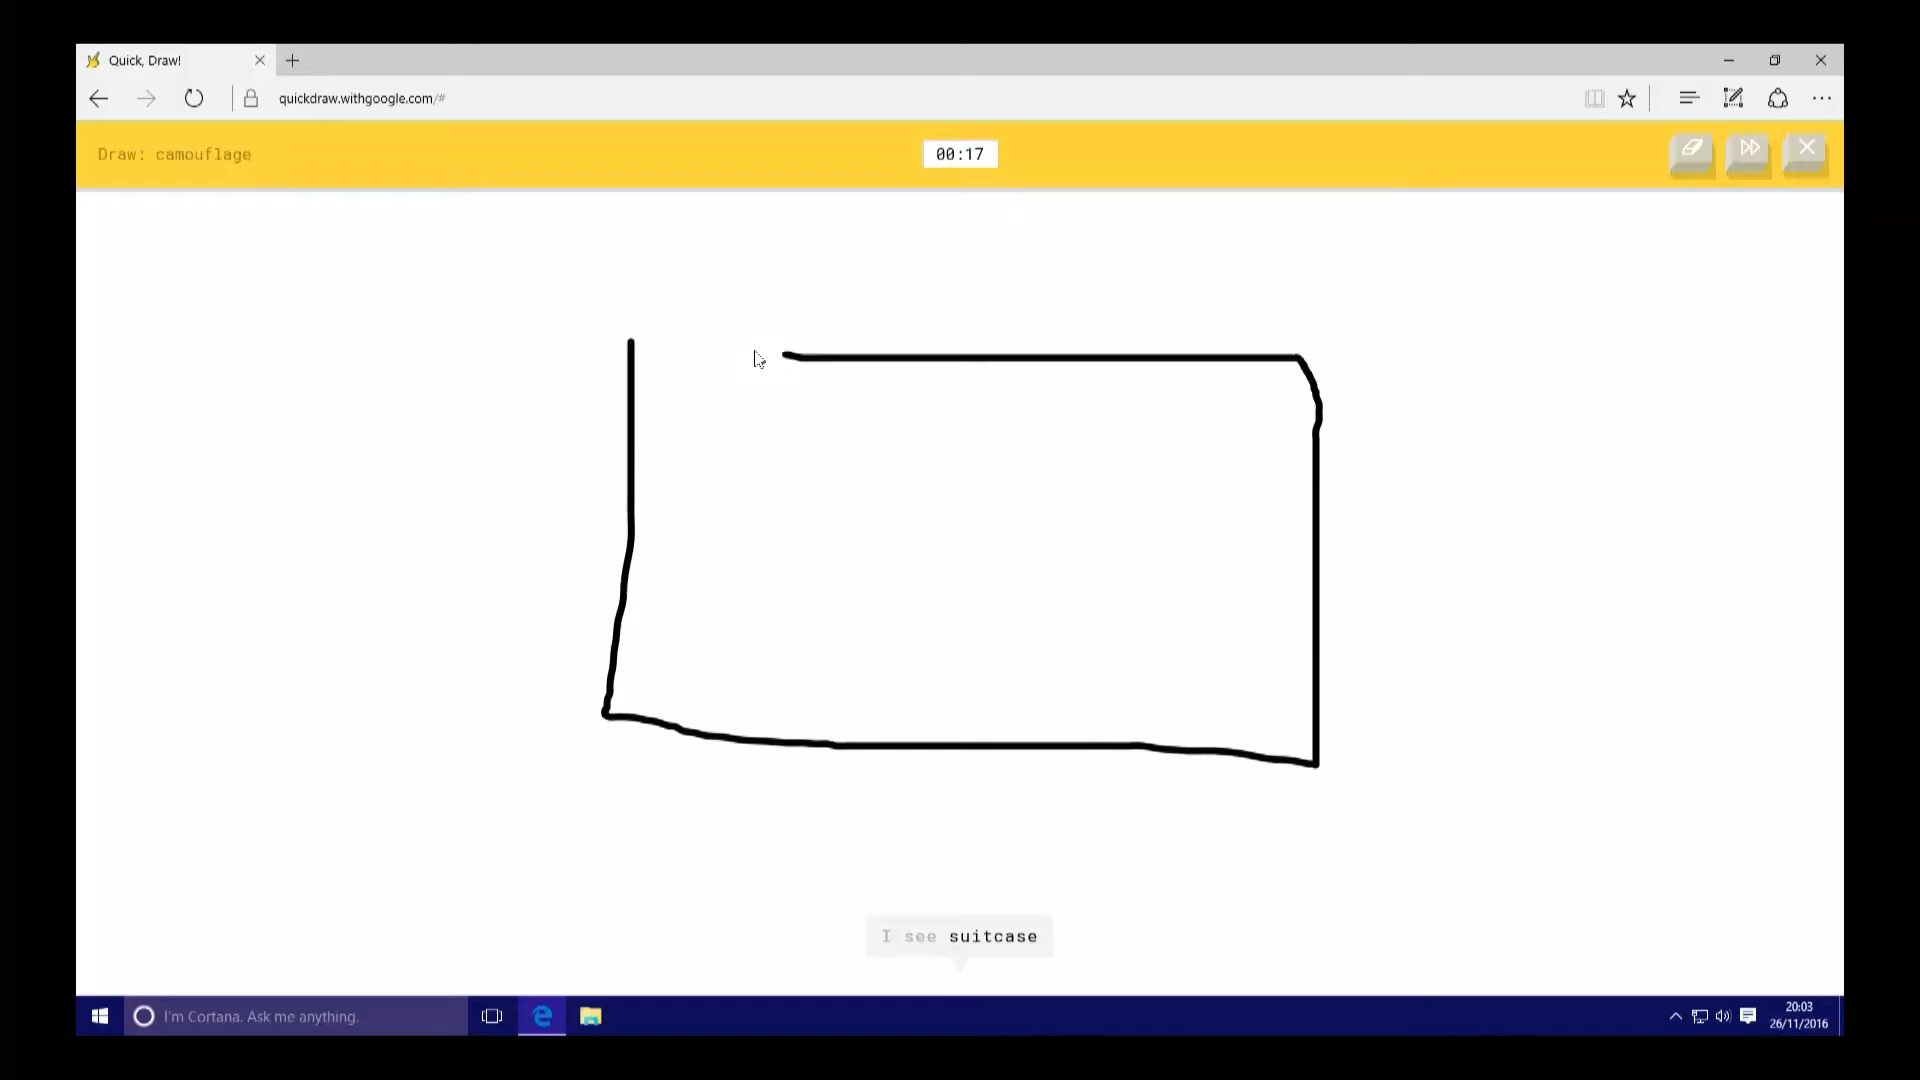 Quick, Draw!
quickdraw.withgoogle.com/#
Draw: camouflage
00:17
I see suitcase
I'm Cortana. Ask me anything.
20:03
26/11/2016